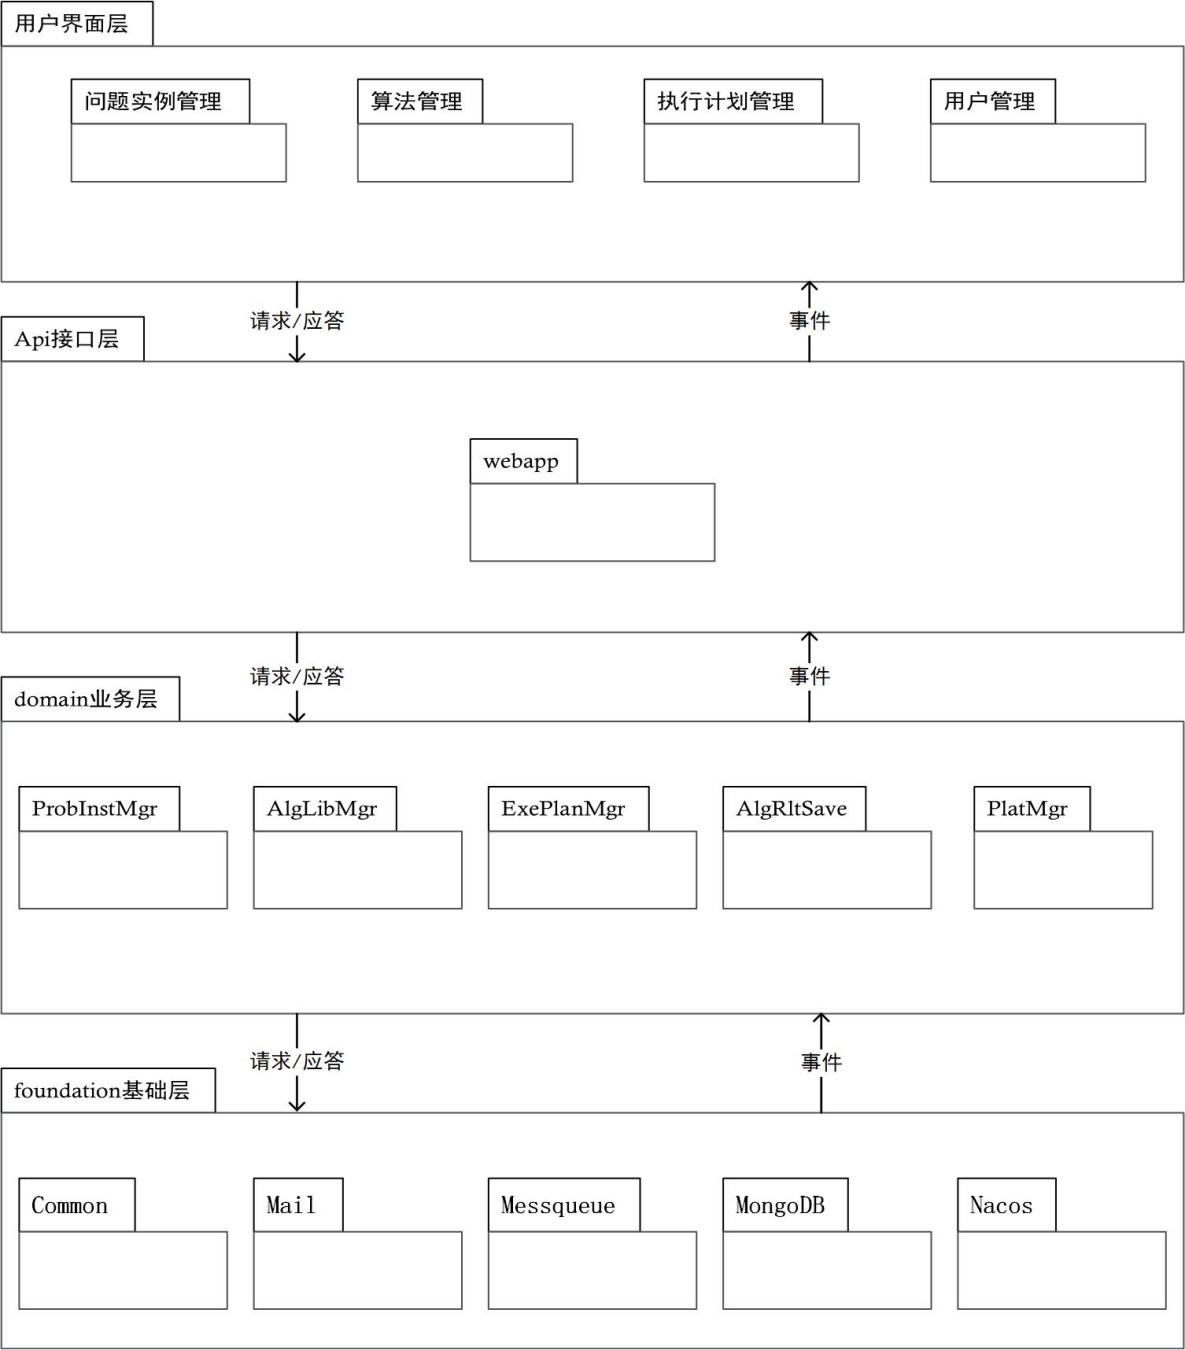 用户界面层
问题实例管理
算法管理
执行计划管理
用户管理
请求/应答
事件
Api接口层
webapp
请求/应答
事件
domain业务层
ProbInstMgr
AlgLibMgr
ExePlanMgr
AlgRltSave
PlatMgr
请求/应答
事件
foundation基础层
Common
Mail
Messqueue
MongoDB
Nacos